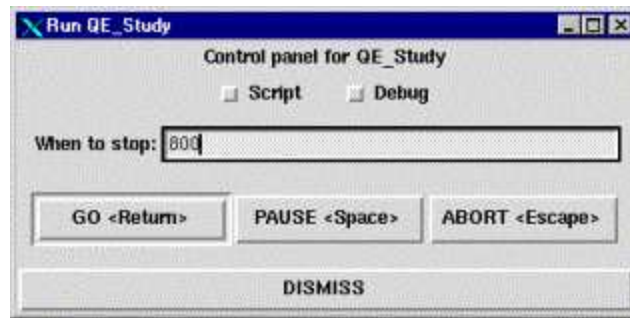 Run QE_Study
Control panel for QE_Study
Script Debug
When to stop: 800
GO <Return> PAUSE <Space> ABORT <Escape>
DISMISS